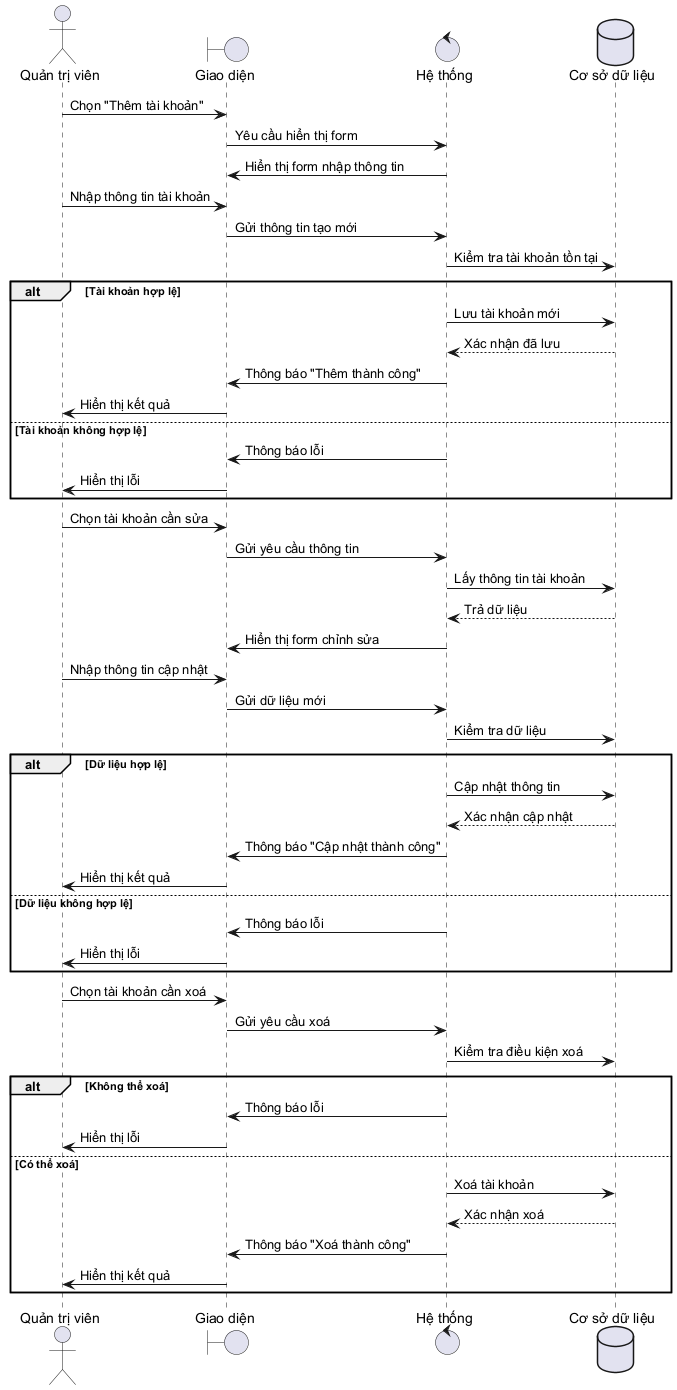 Quản trị viên
Giao diện
Hệ thống
Cơ sở dữ liệu
Chọn "Thêm tài khoản"
Yêu cầu hiển thị form
Hiển thị form nhập thông tin
Nhập thông tin tài khoản
Gửi thông tin tạo mới
Kiểm tra tài khoản tồn tại
alt [Tài khoản hợp lệ]
Lưu tài khoản mới
Xác nhận đã lưu
Thông báo "Thêm thành công"
Hiển thị kết quả
[Tài khoản không hợp lệ]
Thông báo lỗi
Hiển thị lỗi
Chọn tài khoản cần sửa
Gửi yêu cầu thông tin
Lấy thông tin tài khoản
Trả dữ liệu
Hiển thị form chỉnh sửa
Nhập thông tin cập nhật
Gửi dữ liệu mới
Kiểm tra dữ liệu
alt [Dữ liệu hợp lệ]
Cập nhật thông tin
Xác nhận cập nhật
Thông báo "Cập nhật thành công"
Hiển thị kết quả
[Dữ liệu không hợp lệ]
Thông báo lỗi
Hiển thị lỗi
Chọn tài khoản cần xoá
Gửi yêu cầu xoá
Kiểm tra điều kiện xoá
alt [Không thể xoá]
Thông báo lỗi
Hiển thị lỗi
[Có thể xoá]
Xoá tài khoản
Xác nhận xoá
Thông báo "Xoá thành công"
Hiển thị kết quả
Quản trị viên
Giao diện
Hệ thống
Cơ sở dữ liệu